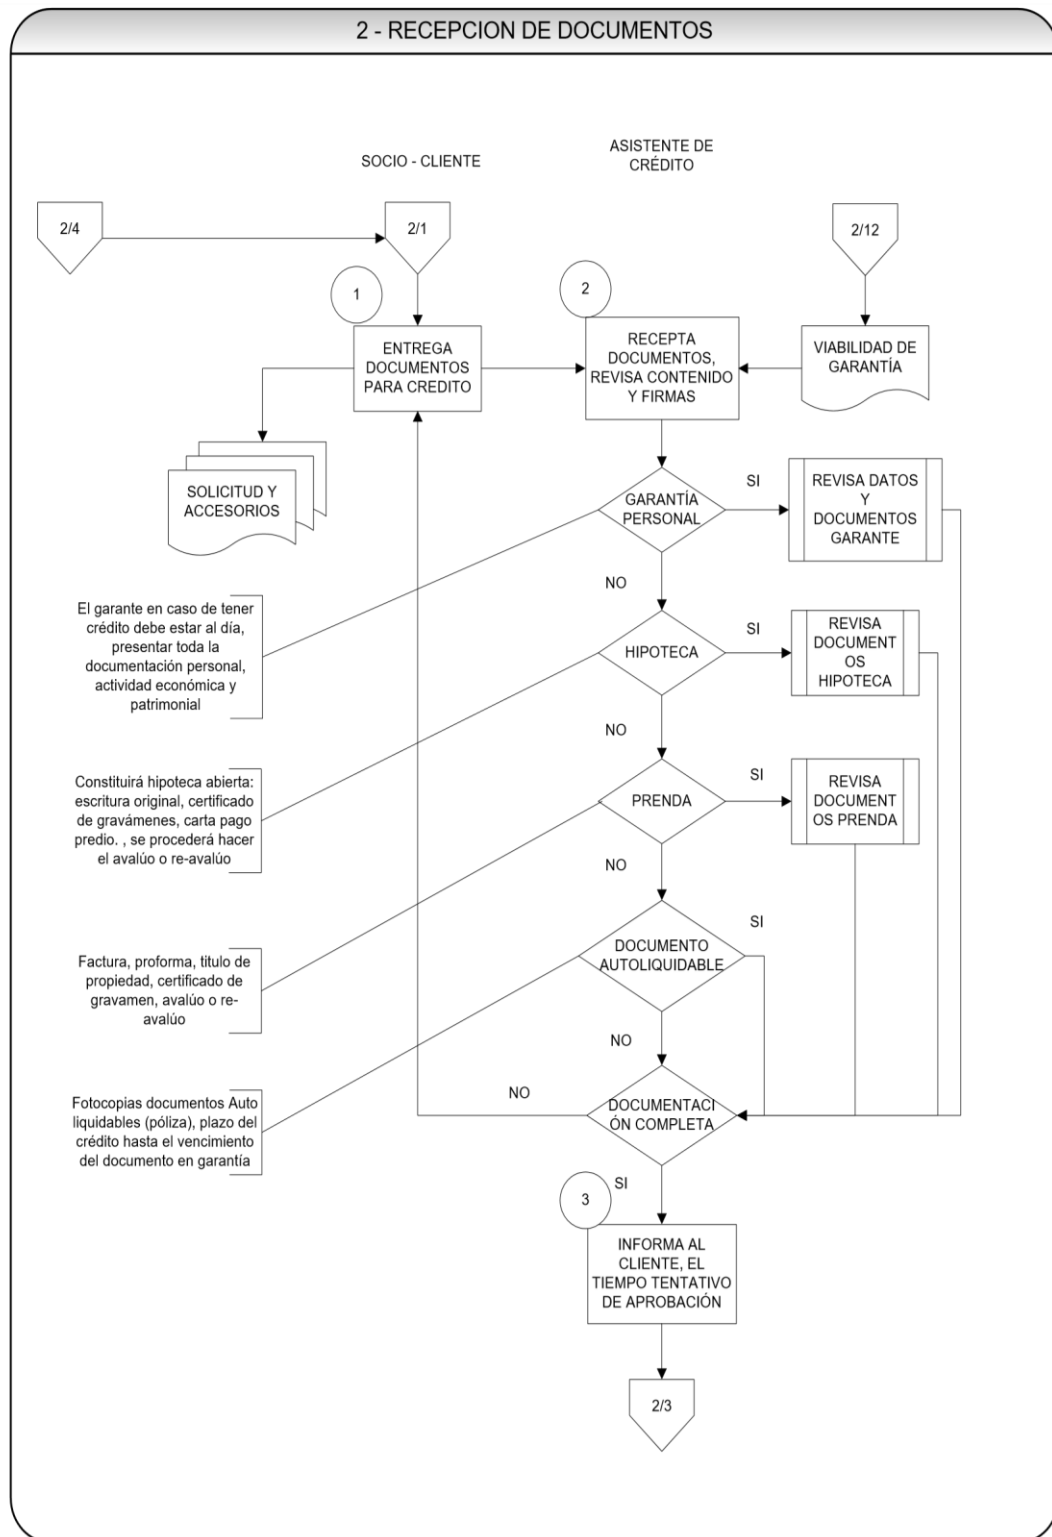 2 - RECEPCION DE DOCUMENTOS
SOCIO - CLIENTE
ASISTENTE DE
CRÉDITO
2/4
2/1
2/12
1
2
ENTREGA
DOCUMENTOS
PARA CREDITO
RECEPTA
DOCUMENTOS,
REVISA CONTENIDO
Y FIRMAS
VIABILIDAD DE
GARANTÍA
SOLICITUD Y
ACCESORIOS
GARANTÍA
PERSONAL
SI
REVISA DATOS
Y
DOCUMENTOS
GARANTE
NO
El garante en caso de tener
crédito debe estar al día,
presentar toda la
documentación personal,
actividad económica y
patrimonial
HIPOTECA
SI
REVISA
DOCUMENT
OS
HIPOTECA
NO
Constituirá hipoteca abierta:
escritura original, certificado
de gravámenes, carta pago
predio. , se procederá hacer
el avalúo o re-avalúo
PRENDA
SI
REVISA
DOCUMENT
OS PRENDA
NO
Factura, proforma, titulo de
propiedad, certificado de
gravamen, avalúo o re-
avalúo
DOCUMENTO
AUTOLIQUIDABLE
SI
NO
Fotocopias documentos Auto
liquidables (póliza), plazo del
crédito hasta el vencimiento
del documento en garantía
NO
DOCUMENTACI
ÓN COMPLETA
SI
3
INFORMA AL
CLIENTE, EL
TIEMPO TENTATIVO
DE APROBACIÓN
2/3